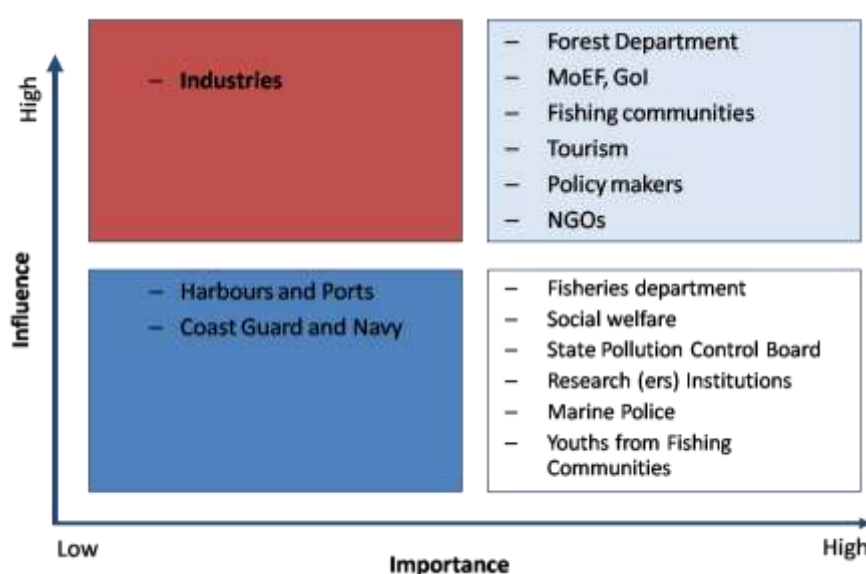 High
Influence
– Industries
– Forest Department
– MoEF, GoI
– Fishing communities
– Tourism
– Policy makers
– NGOs
– Harbours and Ports
– Coast Guard and Navy
– Fisheries department
– Social welfare
– State Pollution Control Board
– Research (ers) Institutions
– Marine Police
– Youths from Fishing
Communities
Low
Importance
High